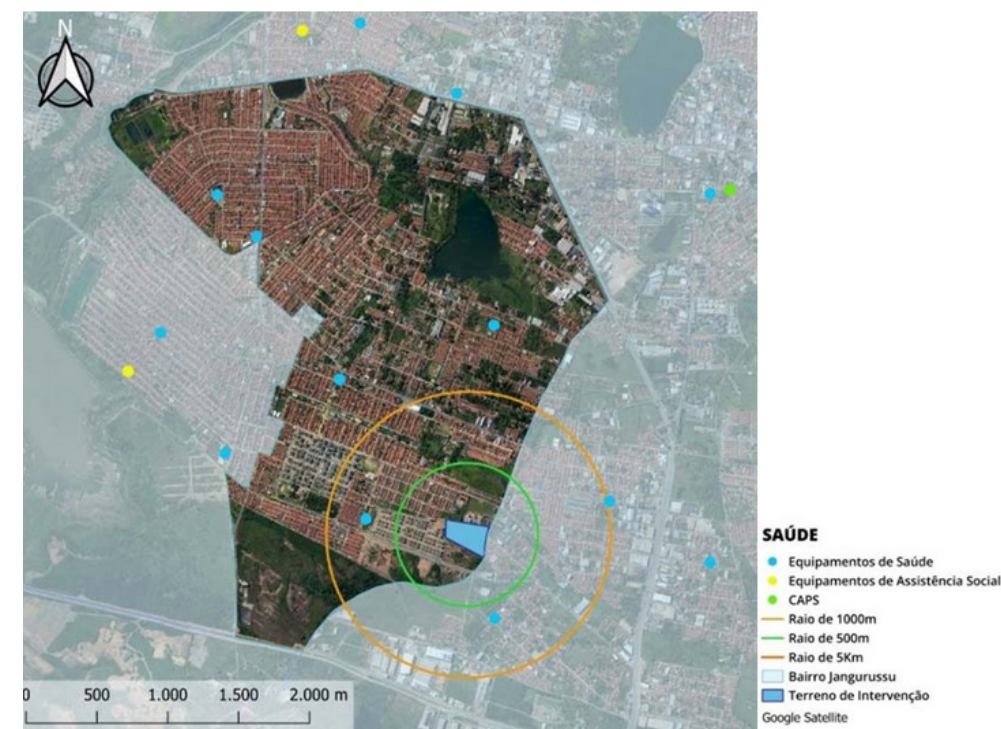 N
0 500 1.000 1.500 2.000 m
SAÚDE
Equipamentos de Saúde
Equipamentos de Assistência Social
CAPS
Raio de 1000m
Raio de 500m
Raio de 5Km
Bairro Jangurussu
Terreno de Intervenção
Google Satellite